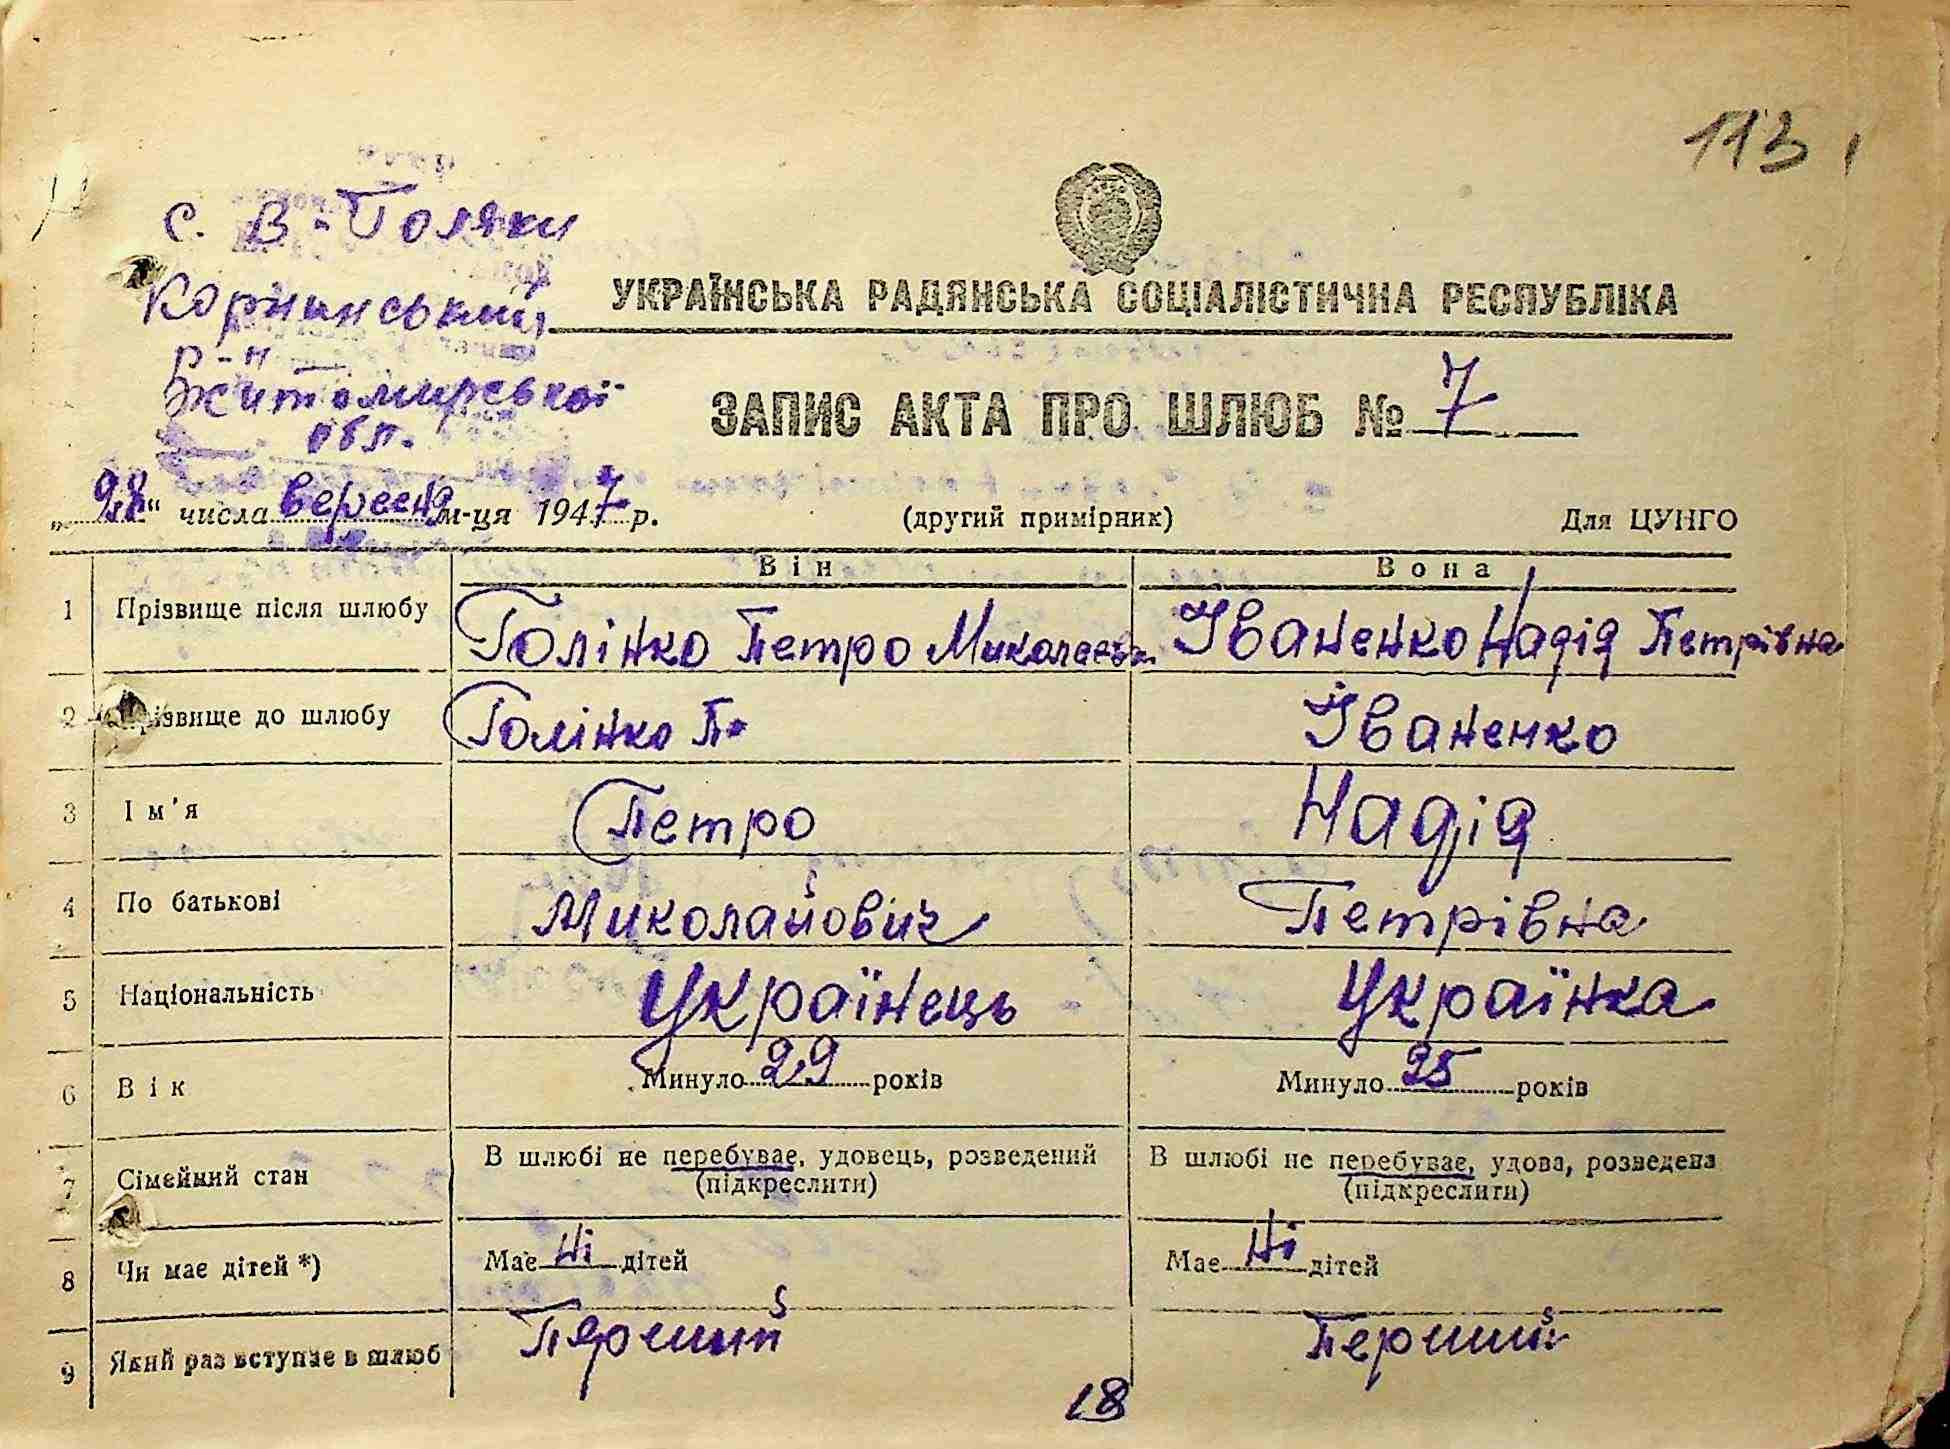 113
с. В-Голяки
Корнинський
р-н
Житомирської
обл.
УКРАЇНСЬКА РАДЯНСЬКА СОЦІАЛІСТИЧНА РЕСПУБЛІКА
ЗАПИС АКТА ПРО ШЛЮБ № 7
„28“ числа вересня м-ця 1947 р. (другий примірник) Для ЦУНГО
Він Вона
1 Прізвище після шлюбу Голінко Петро Іваненко Надія Петрівна
2 Прізвище до шлюбу Голінко П. Іваненко
3 Ім'я Петро Надія
4 По батькові Миколайович Петрівна
5 Національність Українець Українка
6 Вік Минуло 29 років Минуло 25 років
7 Сімейний стан В шлюбі не перебуває, удовець, розведений В шлюбі не перебуває, удова, розведена
(підкреслити) (підкреслити)
8 Чи має дітей *) Має ні дітей Має ні дітей
9 Який раз вступає в шлюб Перший Перший
18